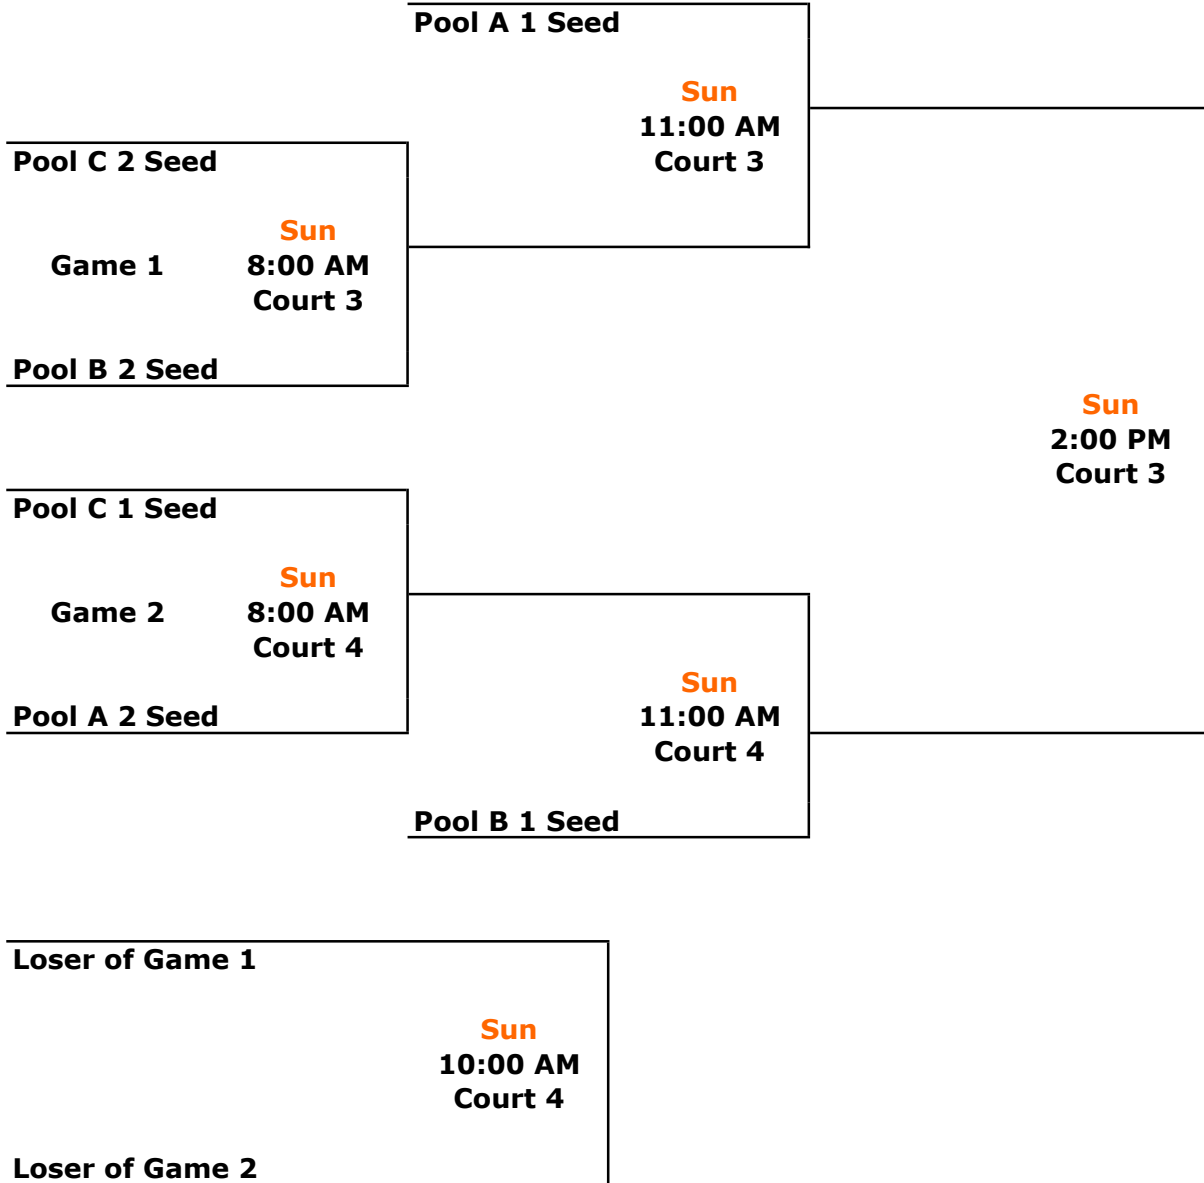 Pool A 1 Seed
Sun
11:00 AM
Court 3
Pool C 2 Seed
Sun
Game 1 8:00 AM
Court 3
Pool B 2 Seed
Sun
2:00 PM
Court 3
Pool C 1 Seed
Sun
Game 2 8:00 AM
Court 4
Pool A 2 Seed
Sun
11:00 AM
Court 4
Pool B 1 Seed
Loser of Game 1
Sun
10:00 AM
Court 4
Loser of Game 2